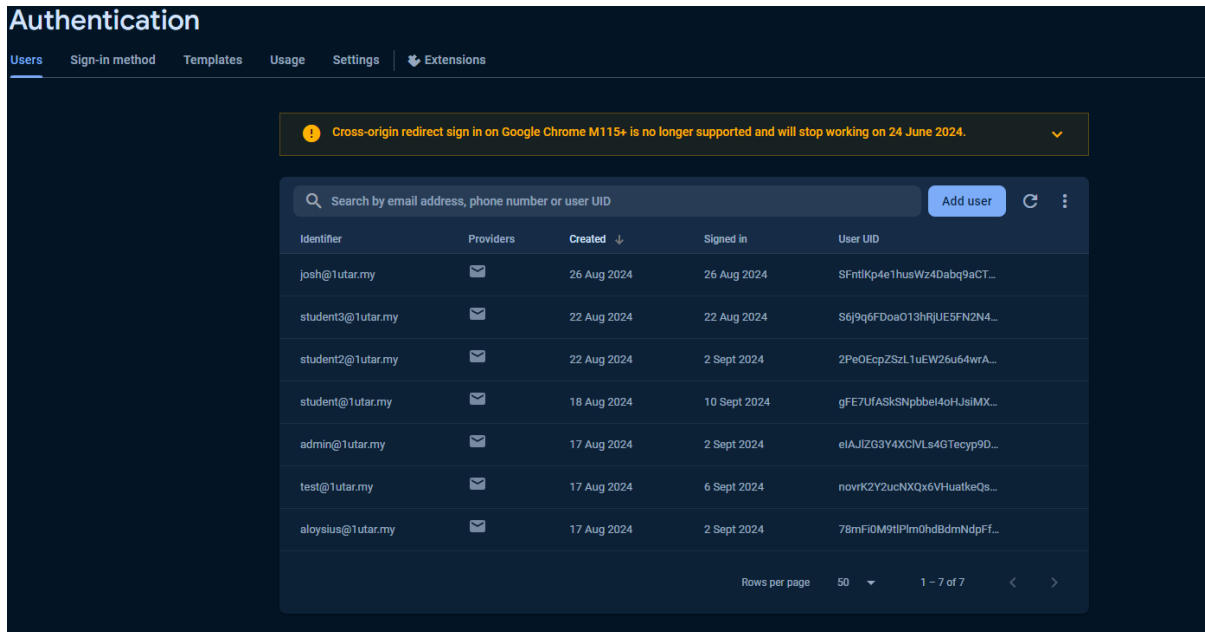 Authentication
Users Sign-in method Templates Usage Settings Extensions
Cross-origin redirect sign in on Google Chrome M115+ is no longer supported and will stop working on 24 June 2024.
Search by email address, phone number or user UID Add user
Identifier Providers Created Signed in User UID
josh@1utar.my 26 Aug 2024 26 Aug 2024 SFntlKp4e1husWz4Dabq9aCT...
student3@1utar.my 22 Aug 2024 22 Aug 2024 S6j9q6FDoaO13hRjUE5FN2N4...
student2@1utar.my 22 Aug 2024 2 Sept 2024 2PeOEcpZSzL1uEW26u64wrA...
student@1utar.my 18 Aug 2024 10 Sept 2024 gFE7UfASkSNpbbeI4oHJsiMX...
admin@1utar.my 17 Aug 2024 2 Sept 2024 eIAJlZG3Y4XClVLs4GTecyp9D...
test@1utar.my 17 Aug 2024 6 Sept 2024 novrK2Y2ucNXQx6VHuatkeQs...
aloysius@1utar.my 17 Aug 2024 2 Sept 2024 78mFi0M9tlPlm0hdBdmNdpFf...
Rows per page 50 1 – 7 of 7